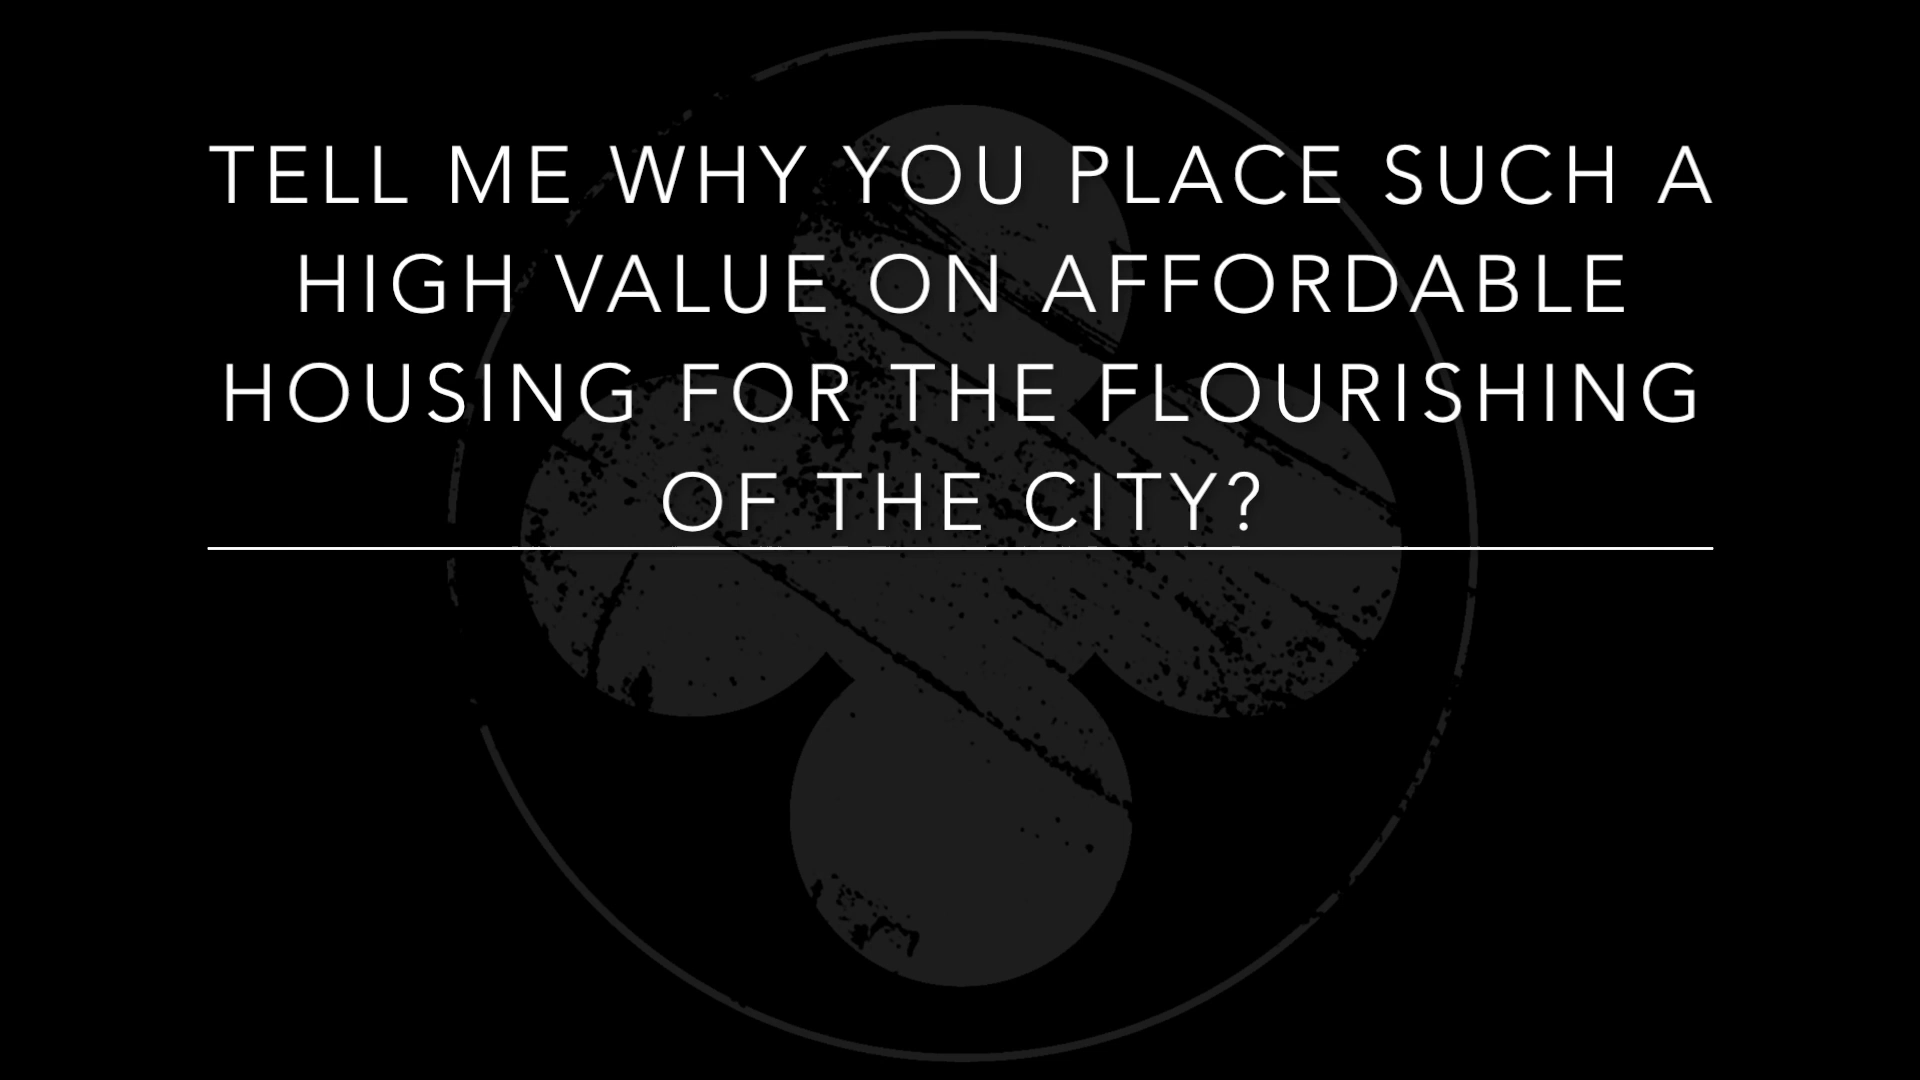 TELL ME WHY YOU PLACE SUCH A
HIGH VALUE ON AFFORDABLE
HOUSING FOR THE FLOURISHING
OF THE CITY?